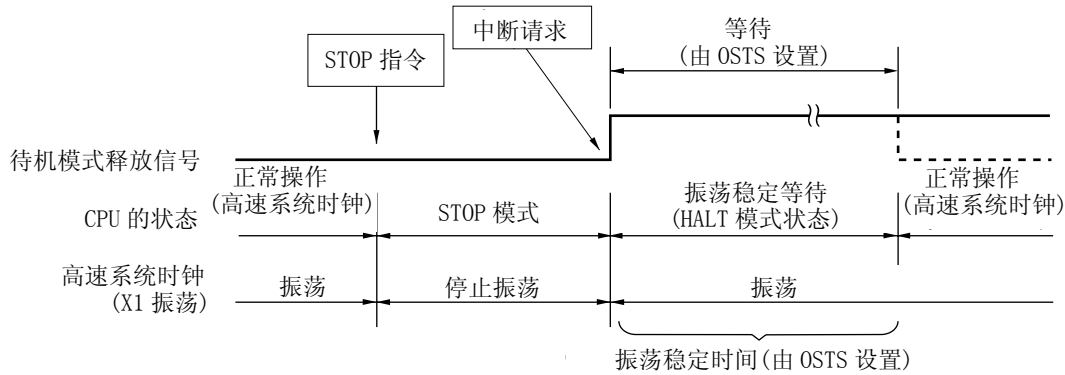 中断请求
等待
(由 OSTS 设置)
STOP 指令
待机模式释放信号
正常操作
(高速系统时钟)
CPU 的状态
STOP 模式
振荡稳定等待
(HALT 模式状态)
正常操作
(高速系统时钟)
高速系统时钟
(X1 振荡)
振荡
停止振荡
振荡
振荡稳定时间(由 OSTS 设置)